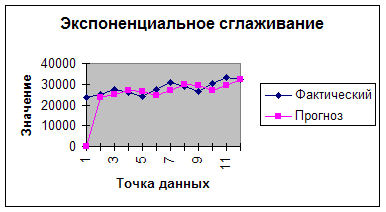 Экспоненциальное сглаживание
Значение
40000
30000
20000
10000
0
1 3 5 7 9 11
Точка данных
Фактический
Прогноз